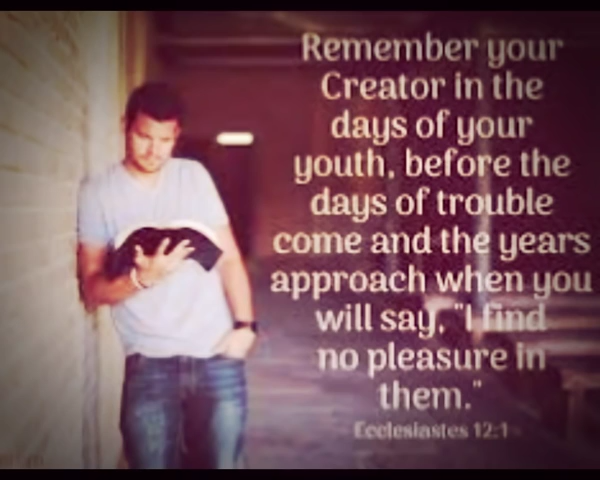 Remember your
Creator in the
days of your
youth, before the
days of trouble
come and the years
approach when you
will say, "I find
no pleasure in
them."
- Ecclesiastes 12:1 -